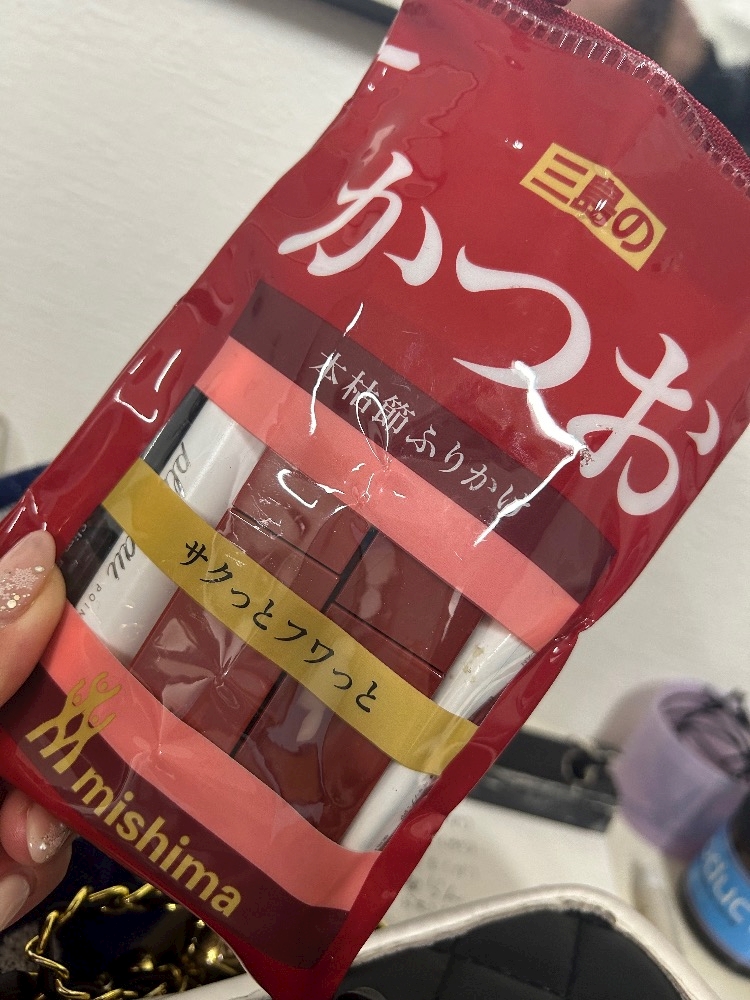 三島の
かつお
本枯節ふりかけ
サクっとフワっと
mishima
POIN